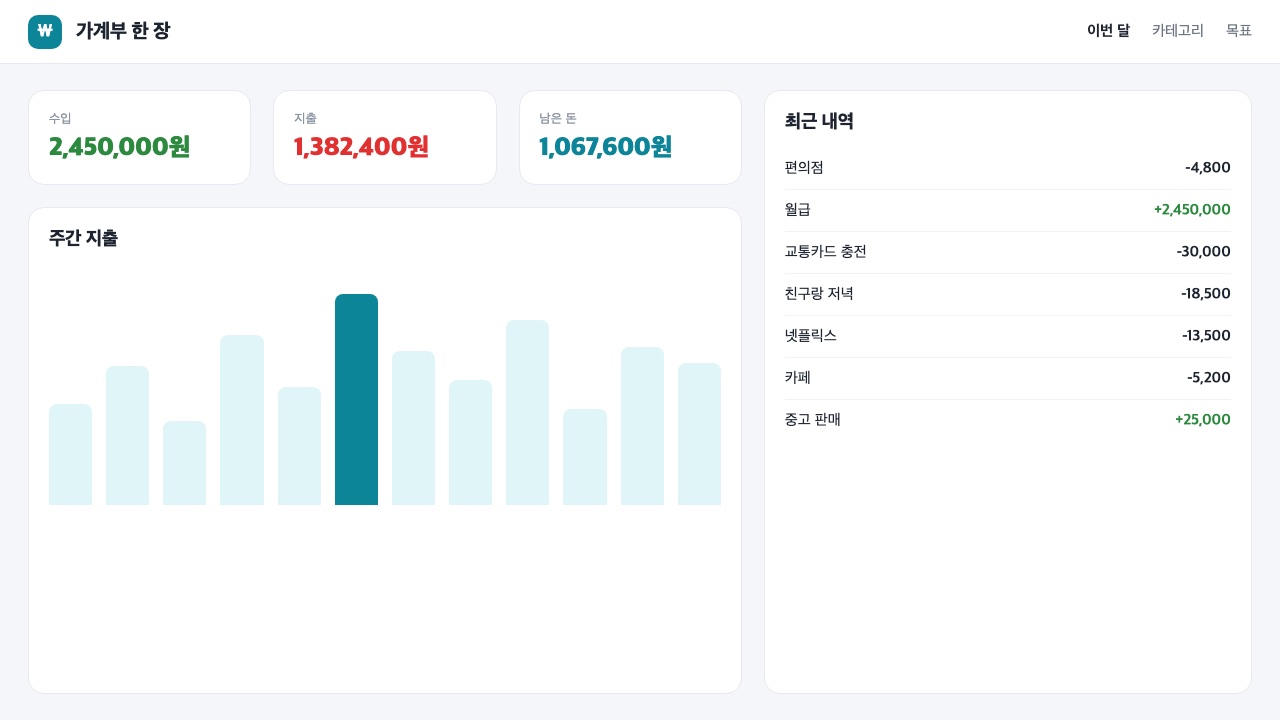 ₩ 가계부 한 장
이번 달 카테고리 목표
수입
2,450,000원
지출
1,382,400원
남은 돈
1,067,600원
주간 지출
최근 내역
편의점 -4,800
월급 +2,450,000
교통카드 충전 -30,000
친구랑 저녁 -18,500
넷플릭스 -13,500
카페 -5,200
중고 판매 +25,000